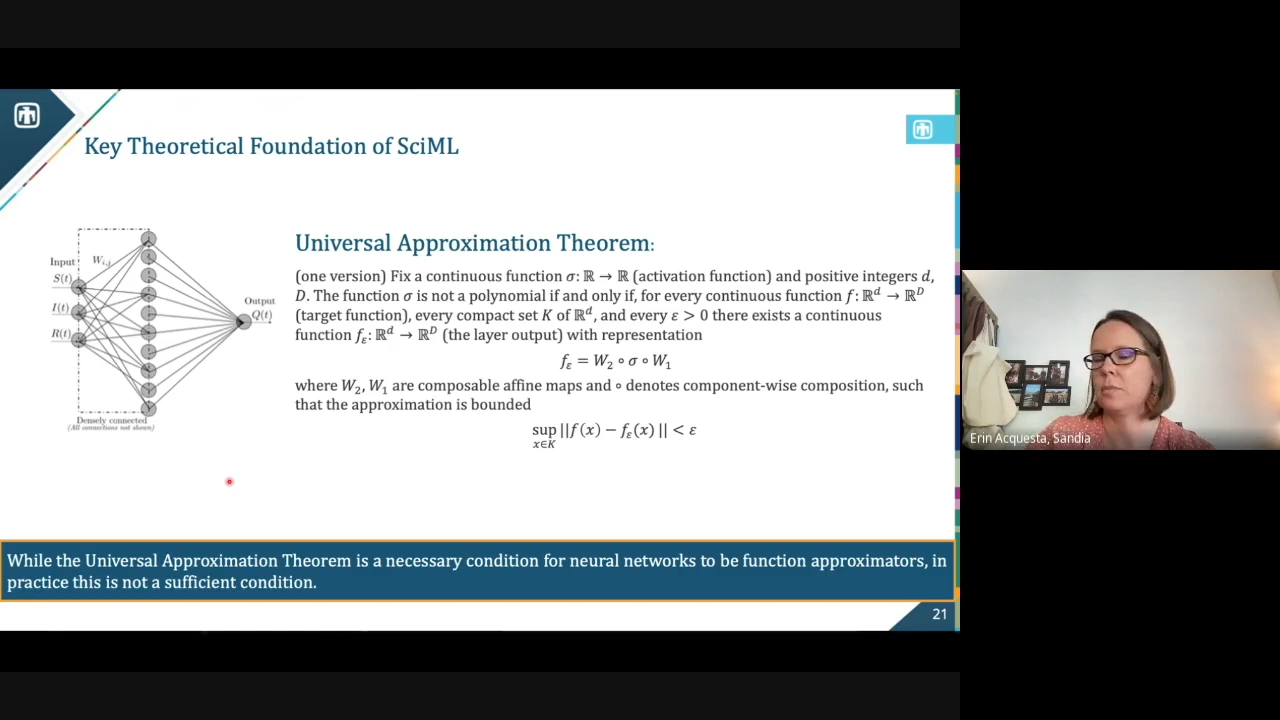 Key Theoretical Foundation of SciML
Input
W_{i,j}
S(t)
I(t)
R(t)
Output
Q(t)
Densely connected
(All connections not shown)
Universal Approximation Theorem:
(one version) Fix a continuous function σ: ℝ → ℝ (activation function) and positive integers d,
D. The function σ is not a polynomial if and only if, for every continuous function f: ℝ^d → ℝ^D
(target function), every compact set K of ℝ^d, and every ε > 0 there exists a continuous
function f_ε: ℝ^d → ℝ^D (the layer output) with representation
f_ε = W_2 ∘ σ ∘ W_1
where W_2, W_1 are composable affine maps and ∘ denotes component-wise composition, such
that the approximation is bounded
sup ||f(x) − f_ε(x)|| < ε
x∈K
While the Universal Approximation Theorem is a necessary condition for neural networks to be function approximators, in
practice this is not a sufficient condition.
21
Erin Acquesta, Sandia